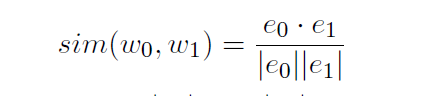 sim(w₀, w₁) = (e₀ · e₁) / (|e₀||e₁|)